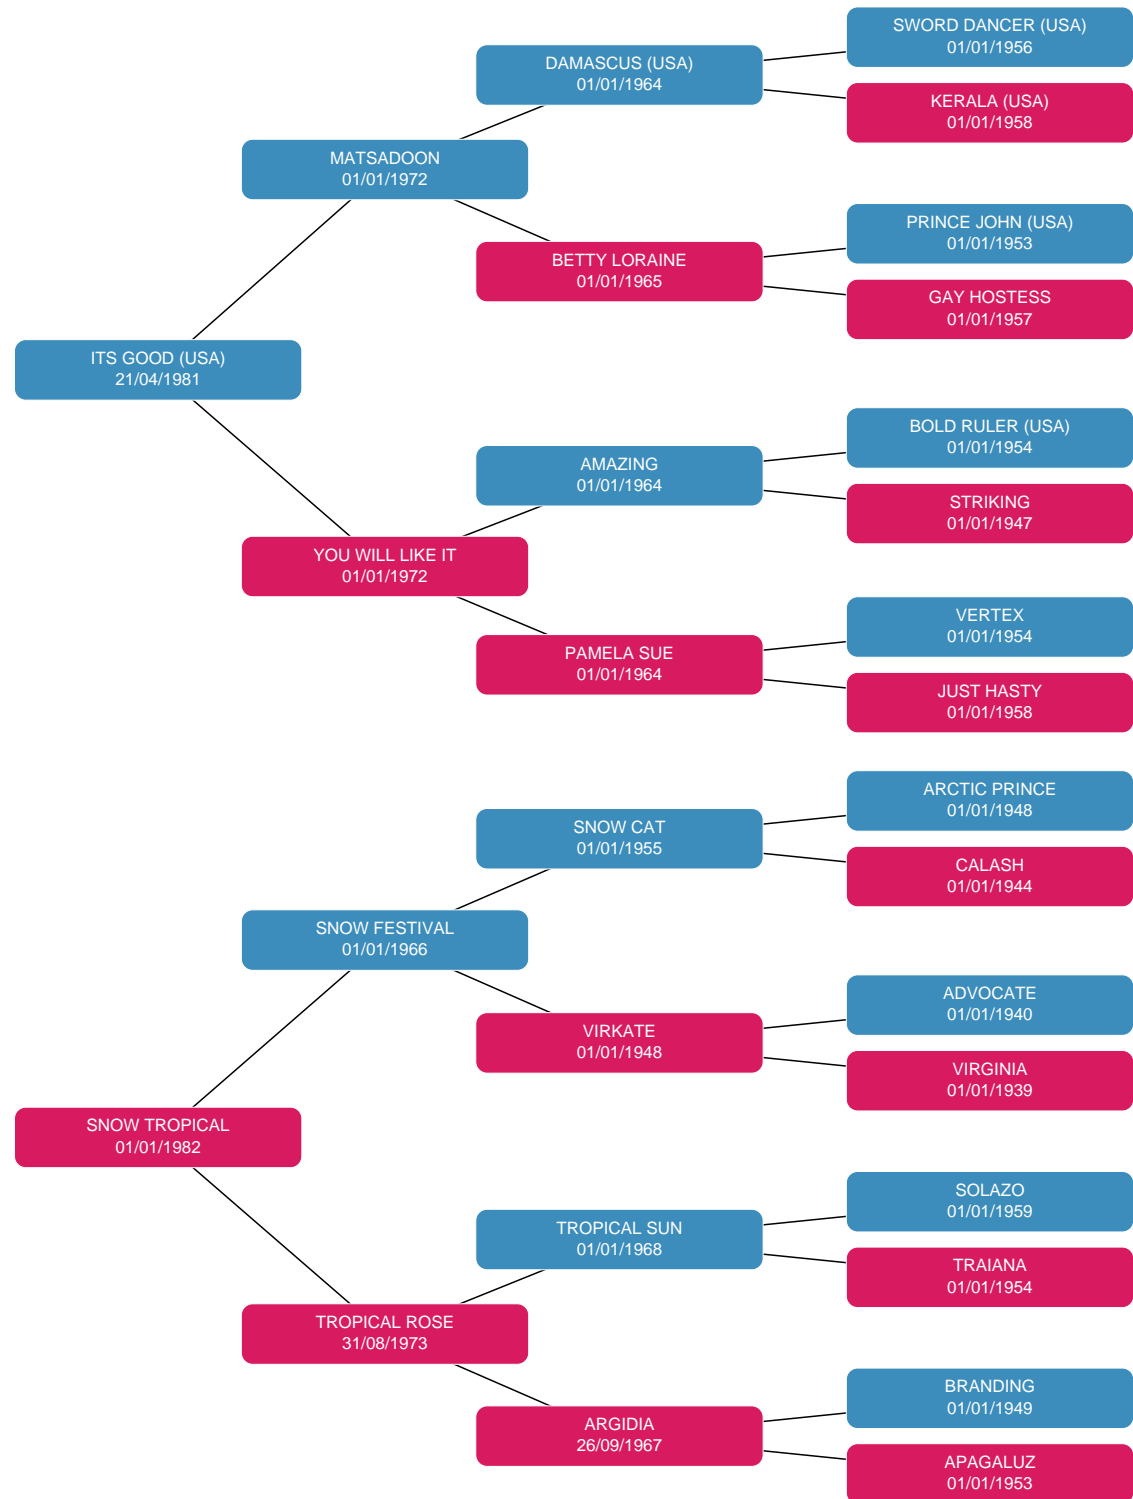 SWORD DANCER (USA)
01/01/1956
DAMASCUS (USA)
01/01/1964
KERALA (USA)
01/01/1958
MATSADOON
01/01/1972
PRINCE JOHN (USA)
01/01/1953
BETTY LORAINE
01/01/1965
GAY HOSTESS
01/01/1957
ITS GOOD (USA)
21/04/1981
BOLD RULER (USA)
01/01/1954
AMAZING
01/01/1964
STRIKING
01/01/1947
YOU WILL LIKE IT
01/01/1972
VERTEX
01/01/1954
PAMELA SUE
01/01/1964
JUST HASTY
01/01/1958
ARCTIC PRINCE
01/01/1948
SNOW CAT
01/01/1955
CALASH
01/01/1944
SNOW FESTIVAL
01/01/1966
ADVOCATE
01/01/1940
VIRKATE
01/01/1948
VIRGINIA
01/01/1939
SNOW TROPICAL
01/01/1982
SOLAZO
01/01/1959
TROPICAL SUN
01/01/1968
TRAIANA
01/01/1954
TROPICAL ROSE
31/08/1973
BRANDING
01/01/1949
ARGIDIA
26/09/1967
APAGALUZ
01/01/1953